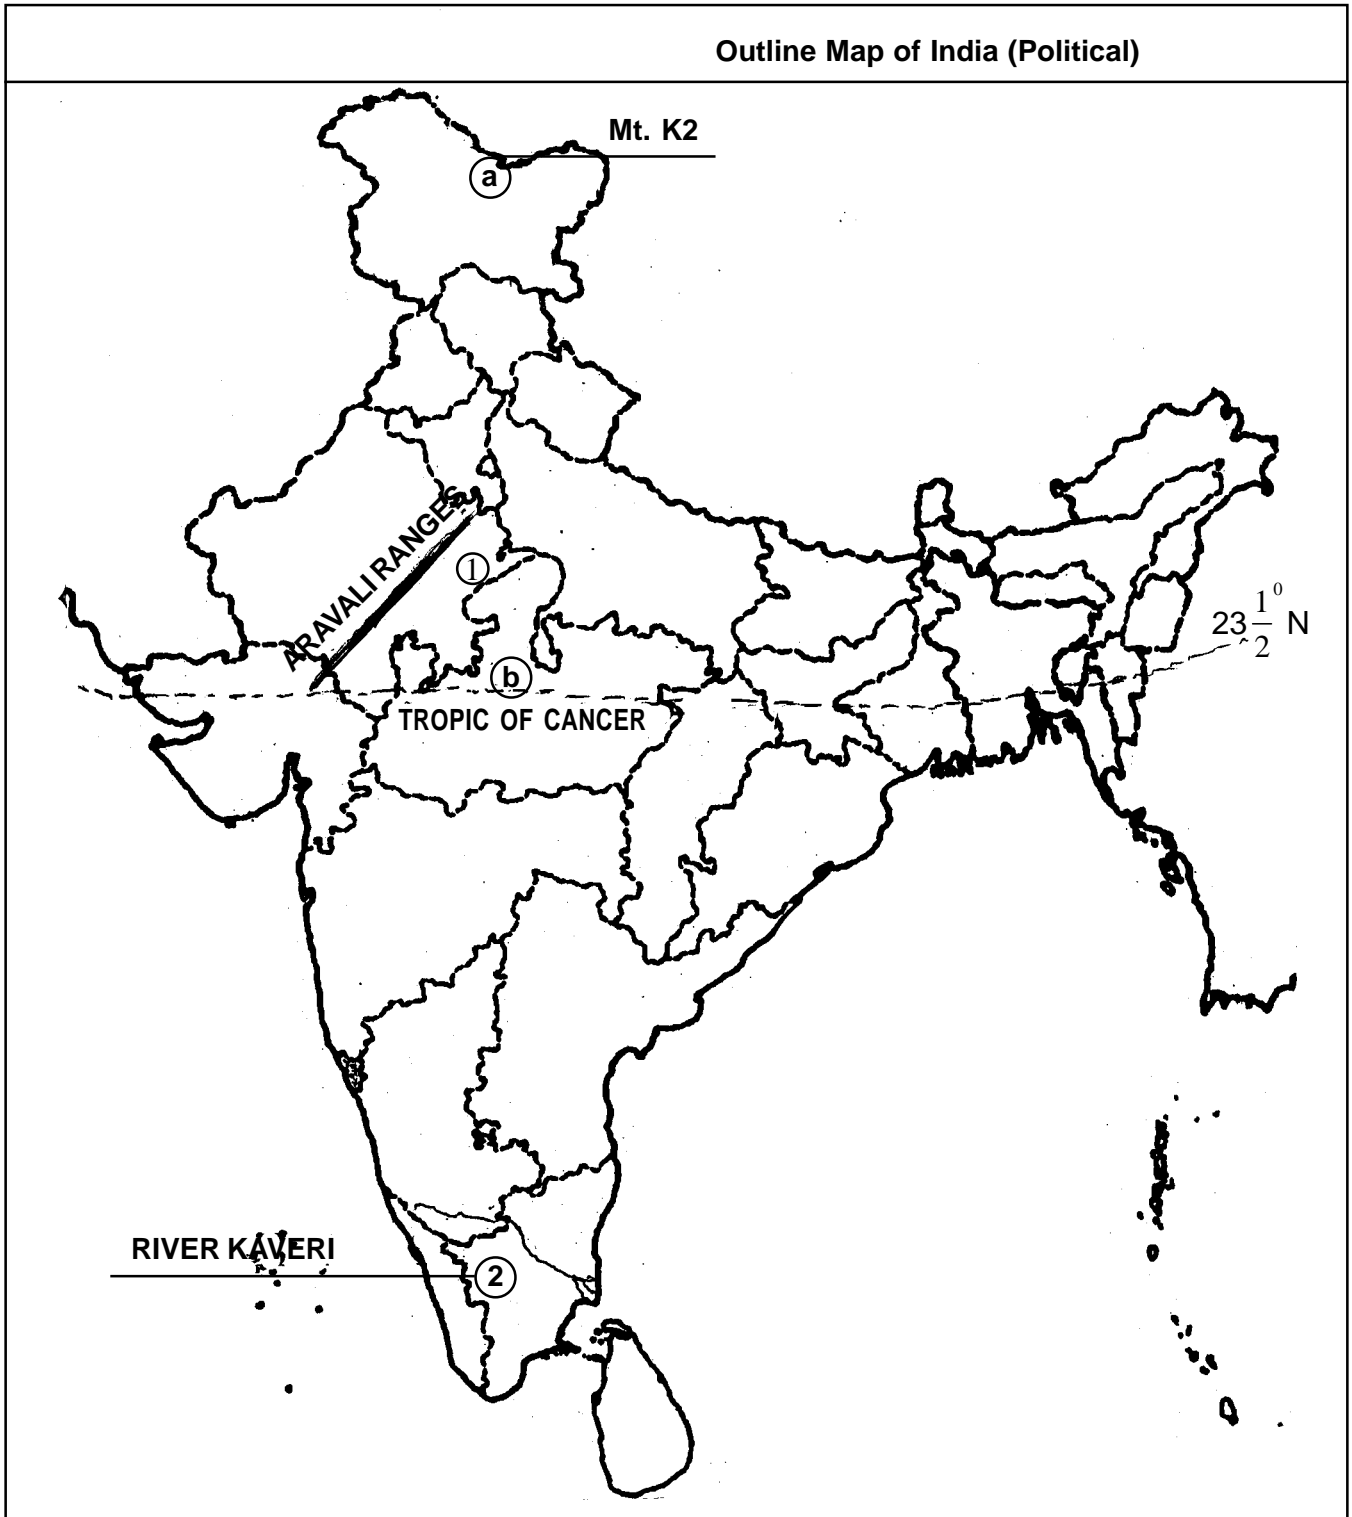 Outline Map of India (Political)
Mt. K2
a
ARAVALI RANGES
1
23 1/2 0 N
b
TROPIC OF CANCER
RIVER KAVERI
2